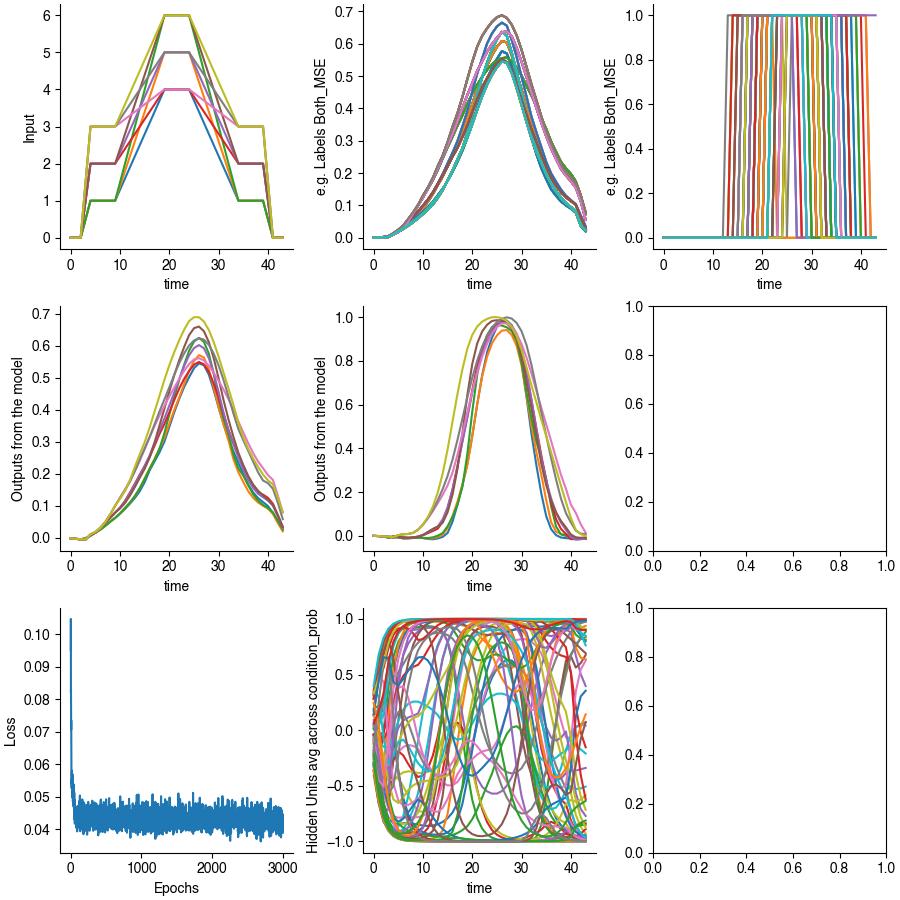 6
5
4
3
2
1
0
Input
0 10 20 30 40
time
0.7
0.6
0.5
0.4
0.3
0.2
0.1
0.0
e.g. Labels Both_MSE
0 10 20 30 40
time
1.0
0.8
0.6
0.4
0.2
0.0
e.g. Labels Both_MSE
0 10 20 30 40
time
0.7
0.6
0.5
0.4
0.3
0.2
0.1
0.0
Outputs from the model
0 10 20 30 40
time
1.0
0.8
0.6
0.4
0.2
0.0
Outputs from the model
0 10 20 30 40
time
1.0
0.8
0.6
0.4
0.2
0.0
0.0 0.2 0.4 0.6 0.8 1.0
0.10
0.09
0.08
0.07
0.06
0.05
0.04
Loss
0 1000 2000 3000
Epochs
1.0
0.5
0.0
−0.5
−1.0
Hidden Units avg across condition_prob
0 10 20 30 40
time
1.0
0.8
0.6
0.4
0.2
0.0
0.0 0.2 0.4 0.6 0.8 1.0